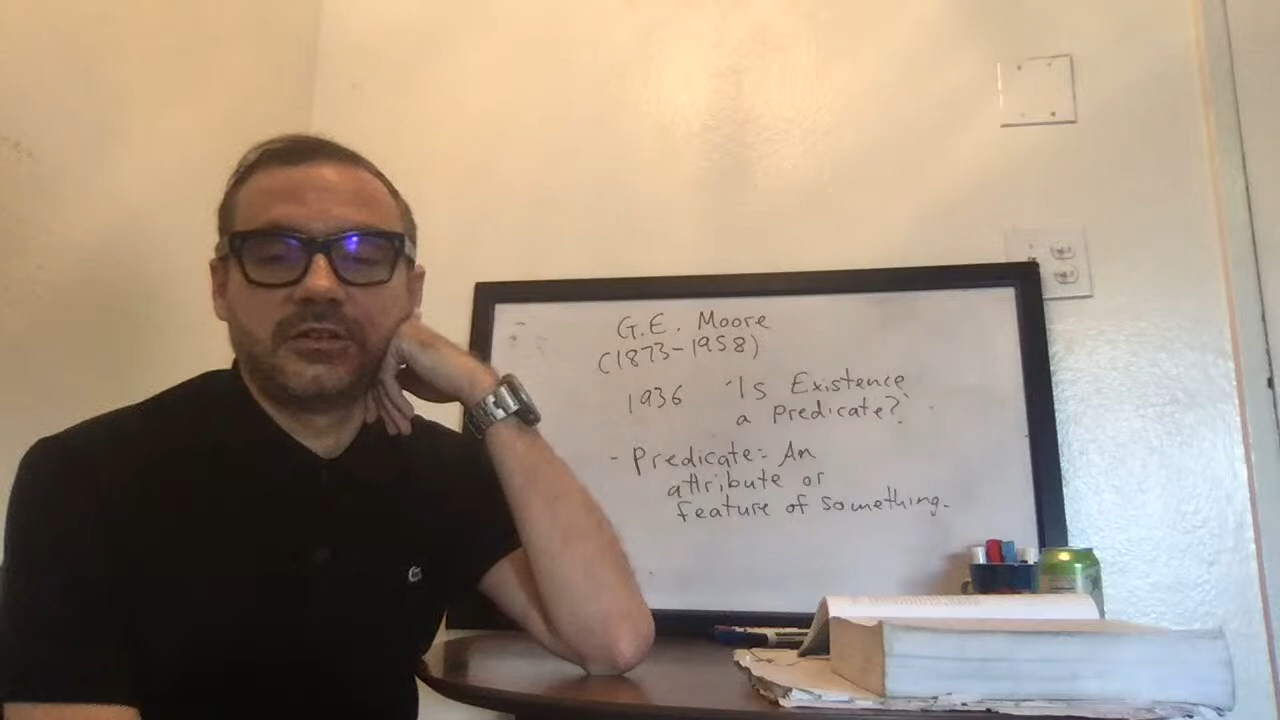 G.E. Moore
(1873-1958)
1936 'Is Existence
a predicate?'
- Predicate: An
attribute or
feature of something.